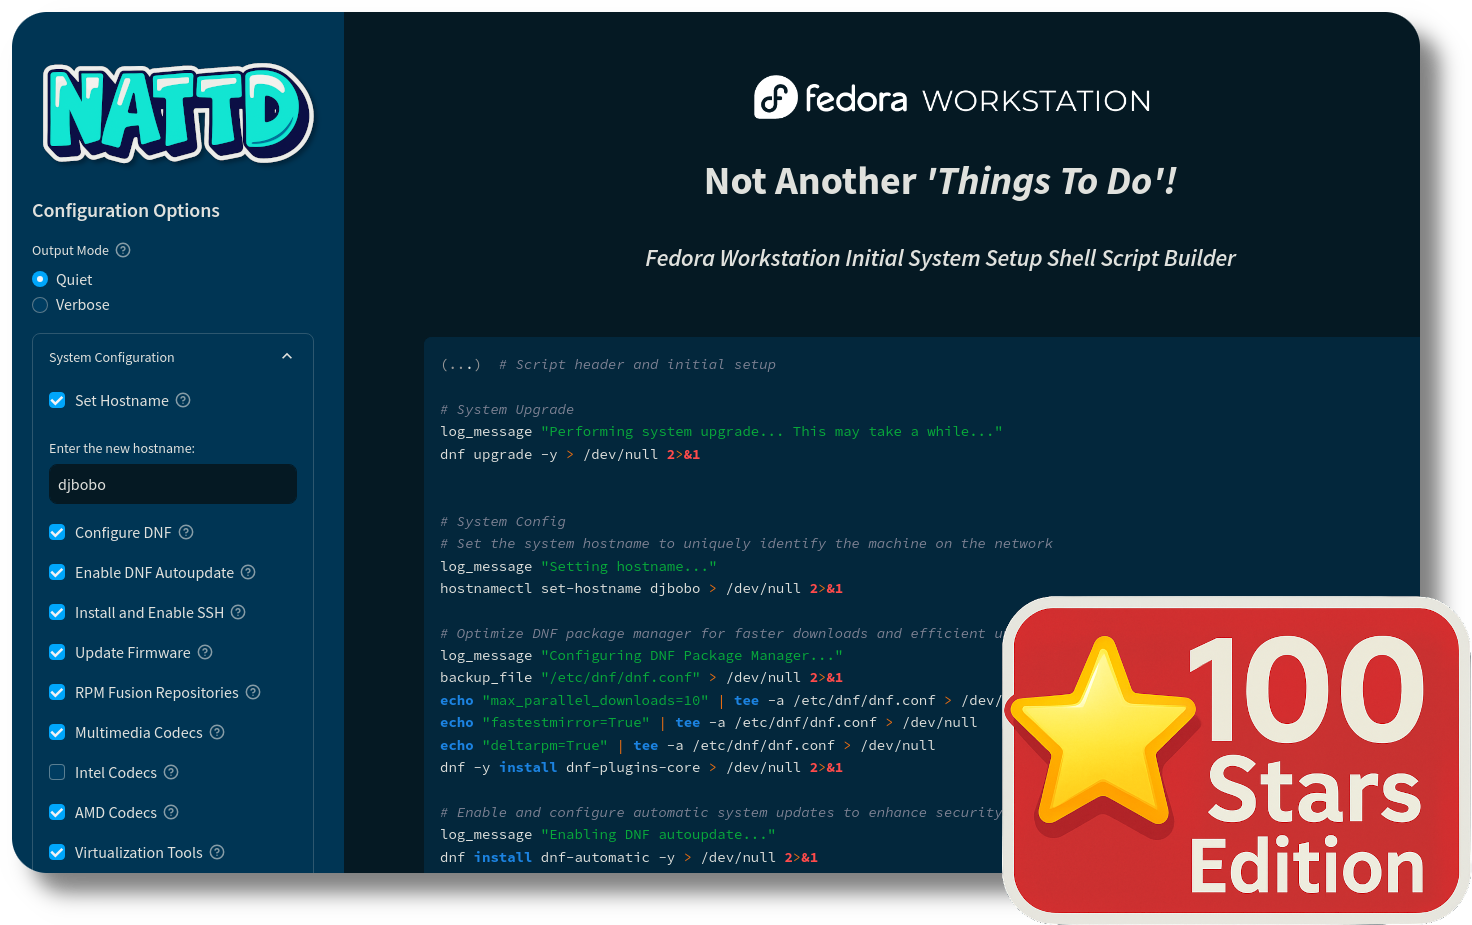 NATTD
Configuration Options
Output Mode
Quiet
Verbose
System Configuration
Set Hostname
Enter the new hostname:
djbobo
Configure DNF
Enable DNF Autoupdate
Install and Enable SSH
Update Firmware
RPM Fusion Repositories
Multimedia Codecs
Intel Codecs
AMD Codecs
Virtualization Tools
fedora WORKSTATION
Not Another 'Things To Do'!
Fedora Workstation Initial System Setup Shell Script Builder
(...)  # Script header and initial setup
# System Upgrade
log_message "Performing system upgrade... This may take a while..."
dnf upgrade -y > /dev/null 2>&1
# System Config
# Set the system hostname to uniquely identify the machine on the network
log_message "Setting hostname..."
hostnamectl set-hostname djbobo > /dev/null 2>&1
# Optimize DNF package manager for faster downloads and efficient
log_message "Configuring DNF Package Manager..."
backup_file "/etc/dnf/dnf.conf" > /dev/null 2>&1
echo "max_parallel_downloads=10" | tee -a /etc/dnf/dnf.conf > /dev/
echo "fastestmirror=True" | tee -a /etc/dnf/dnf.conf > /dev/null
echo "deltarpm=True" | tee -a /etc/dnf/dnf.conf > /dev/null
dnf -y install dnf-plugins-core > /dev/null 2>&1
# Enable and configure automatic system updates to enhance security
log_message "Enabling DNF autoupdate..."
dnf install dnf-automatic -y > /dev/null 2>&1
100
Stars
Edition